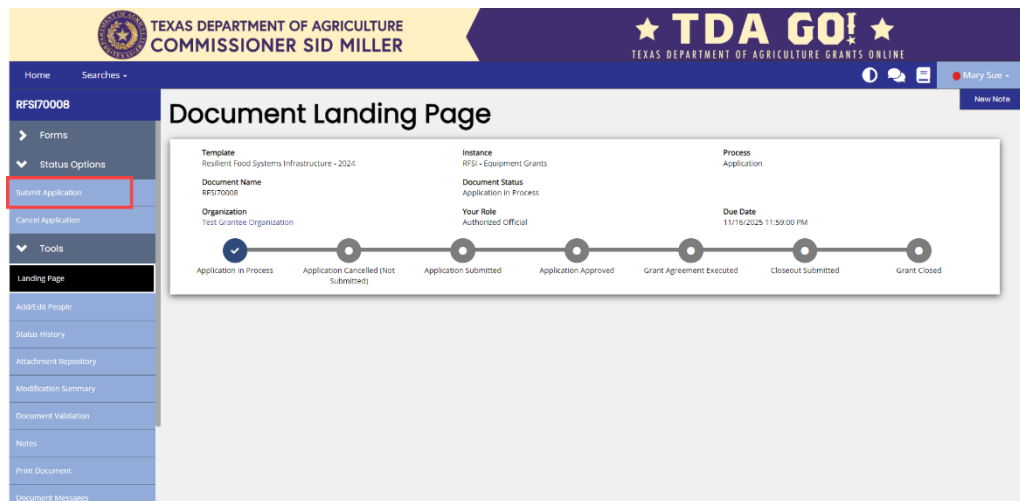 TEXAS DEPARTMENT OF AGRICULTURE
COMMISSIONER SID MILLER
TDA GO!
TEXAS DEPARTMENT OF AGRICULTURE GRANTS ONLINE
Home Searches
Mary Sue
RFSI70008
New Note
Document Landing Page
Forms
Status Options
Submit Application
Cancel Application
Tools
Landing Page
Add/Edit People
Status History
Attachment Repository
Modification Summary
Document Validation
Notes
Print Document
Document Messages
Template
Resilient Food Systems Infrastructure - 2024
Instance
RFSI - Equipment Grants
Process
Application
Document Name
RFSI70008
Document Status
Application in Process
Organization
Test Grantee Organization
Your Role
Authorized Official
Due Date
11/16/2025 11:59:00 PM
Application in Process
Application Cancelled (Not
Submitted)
Application Submitted
Application Approved
Grant Agreement Executed
Closeout Submitted
Grant Closed